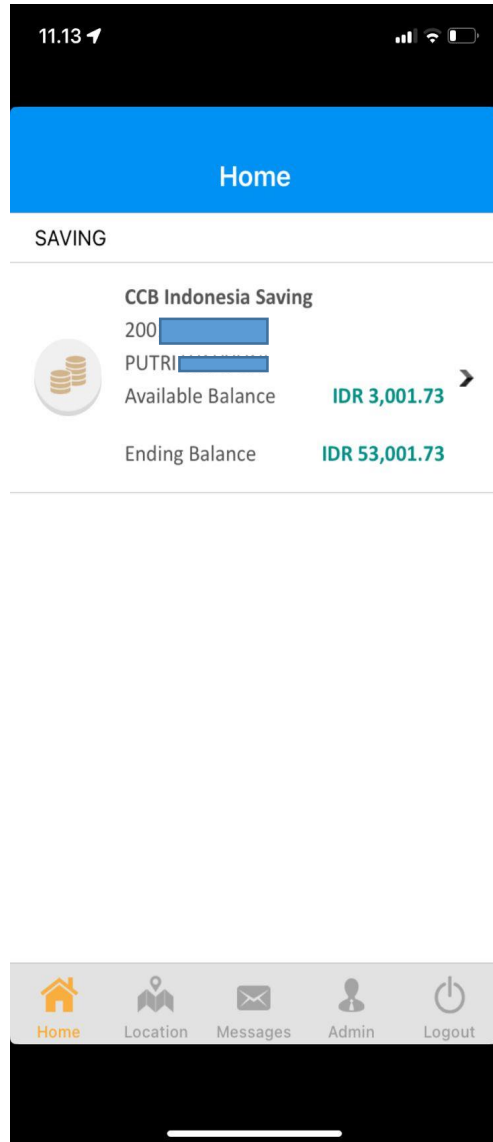 11.13
Home
SAVING
CCB Indonesia Saving
200
PUTRI
Available Balance IDR 3,001.73
Ending Balance IDR 53,001.73
Home Location Messages Admin Logout